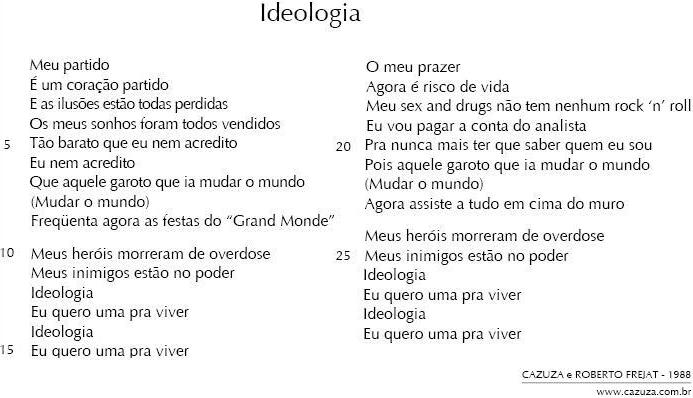 Ideologia
Meu partido
É um coração partido
E as ilusões estão todas perdidas
Os meus sonhos foram todos vendidos
5 Tão barato que eu nem acredito
Eu nem acredito
Que aquele garoto que ia mudar o mundo
(Mudar o mundo)
Freqüenta agora as festas do “Grand Monde”
10 Meus heróis morreram de overdose
Meus inimigos estão no poder
Ideologia
Eu quero uma pra viver
Ideologia
15 Eu quero uma pra viver
O meu prazer
Agora é risco de vida
Meu sex and drugs não tem nenhum rock ‘n’ roll
Eu vou pagar a conta do analista
20 Pra nunca mais ter que saber quem eu sou
Pois aquele garoto que ia mudar o mundo
(Mudar o mundo)
Agora assiste a tudo em cima do muro
Meus heróis morreram de overdose
25 Meus inimigos estão no poder
Ideologia
Eu quero uma pra viver
Ideologia
Eu quero uma pra viver
CAZUZA e ROBERTO FREJAT - 1988
www.cazuza.com.br